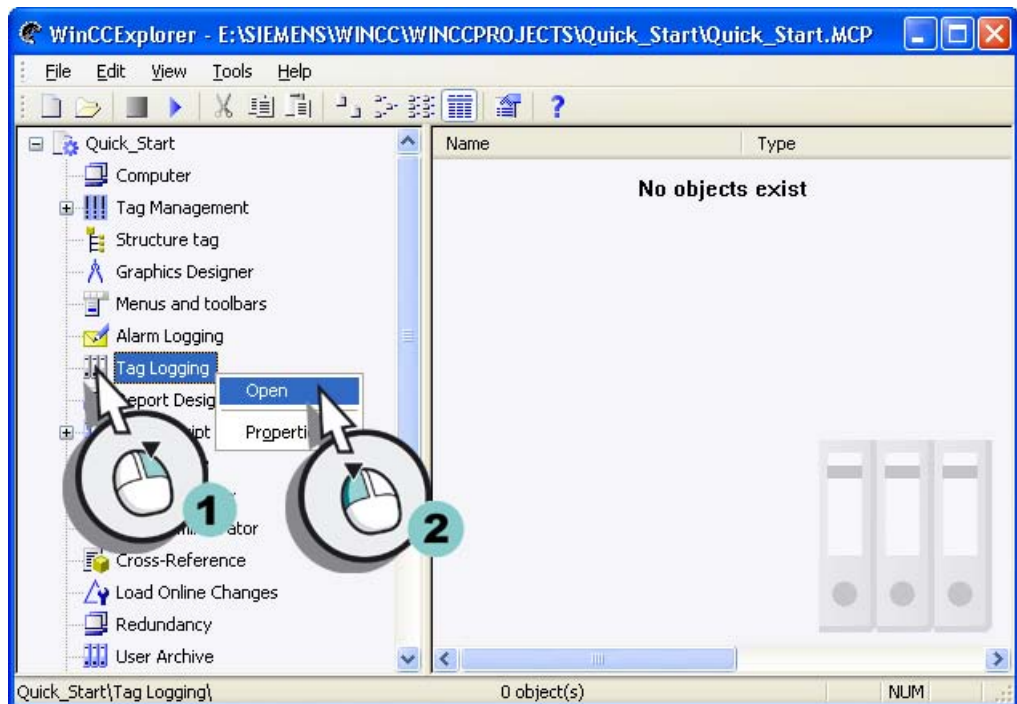 WinCCExplorer - E:\SIEMENS\WINCC\WINCCPROJECTS\Quick_Start\Quick_Start.MCP
File Edit View Tools Help
Quick_Start
Computer
Tag Management
Structure tag
Graphics Designer
Menus and toolbars
Alarm Logging
Tag Logging
Cross-Reference
Load Online Changes
Redundancy
User Archive
Open
1
2
Name Type
No objects exist
Quick_Start\Tag Logging\ 0 object(s) NUM